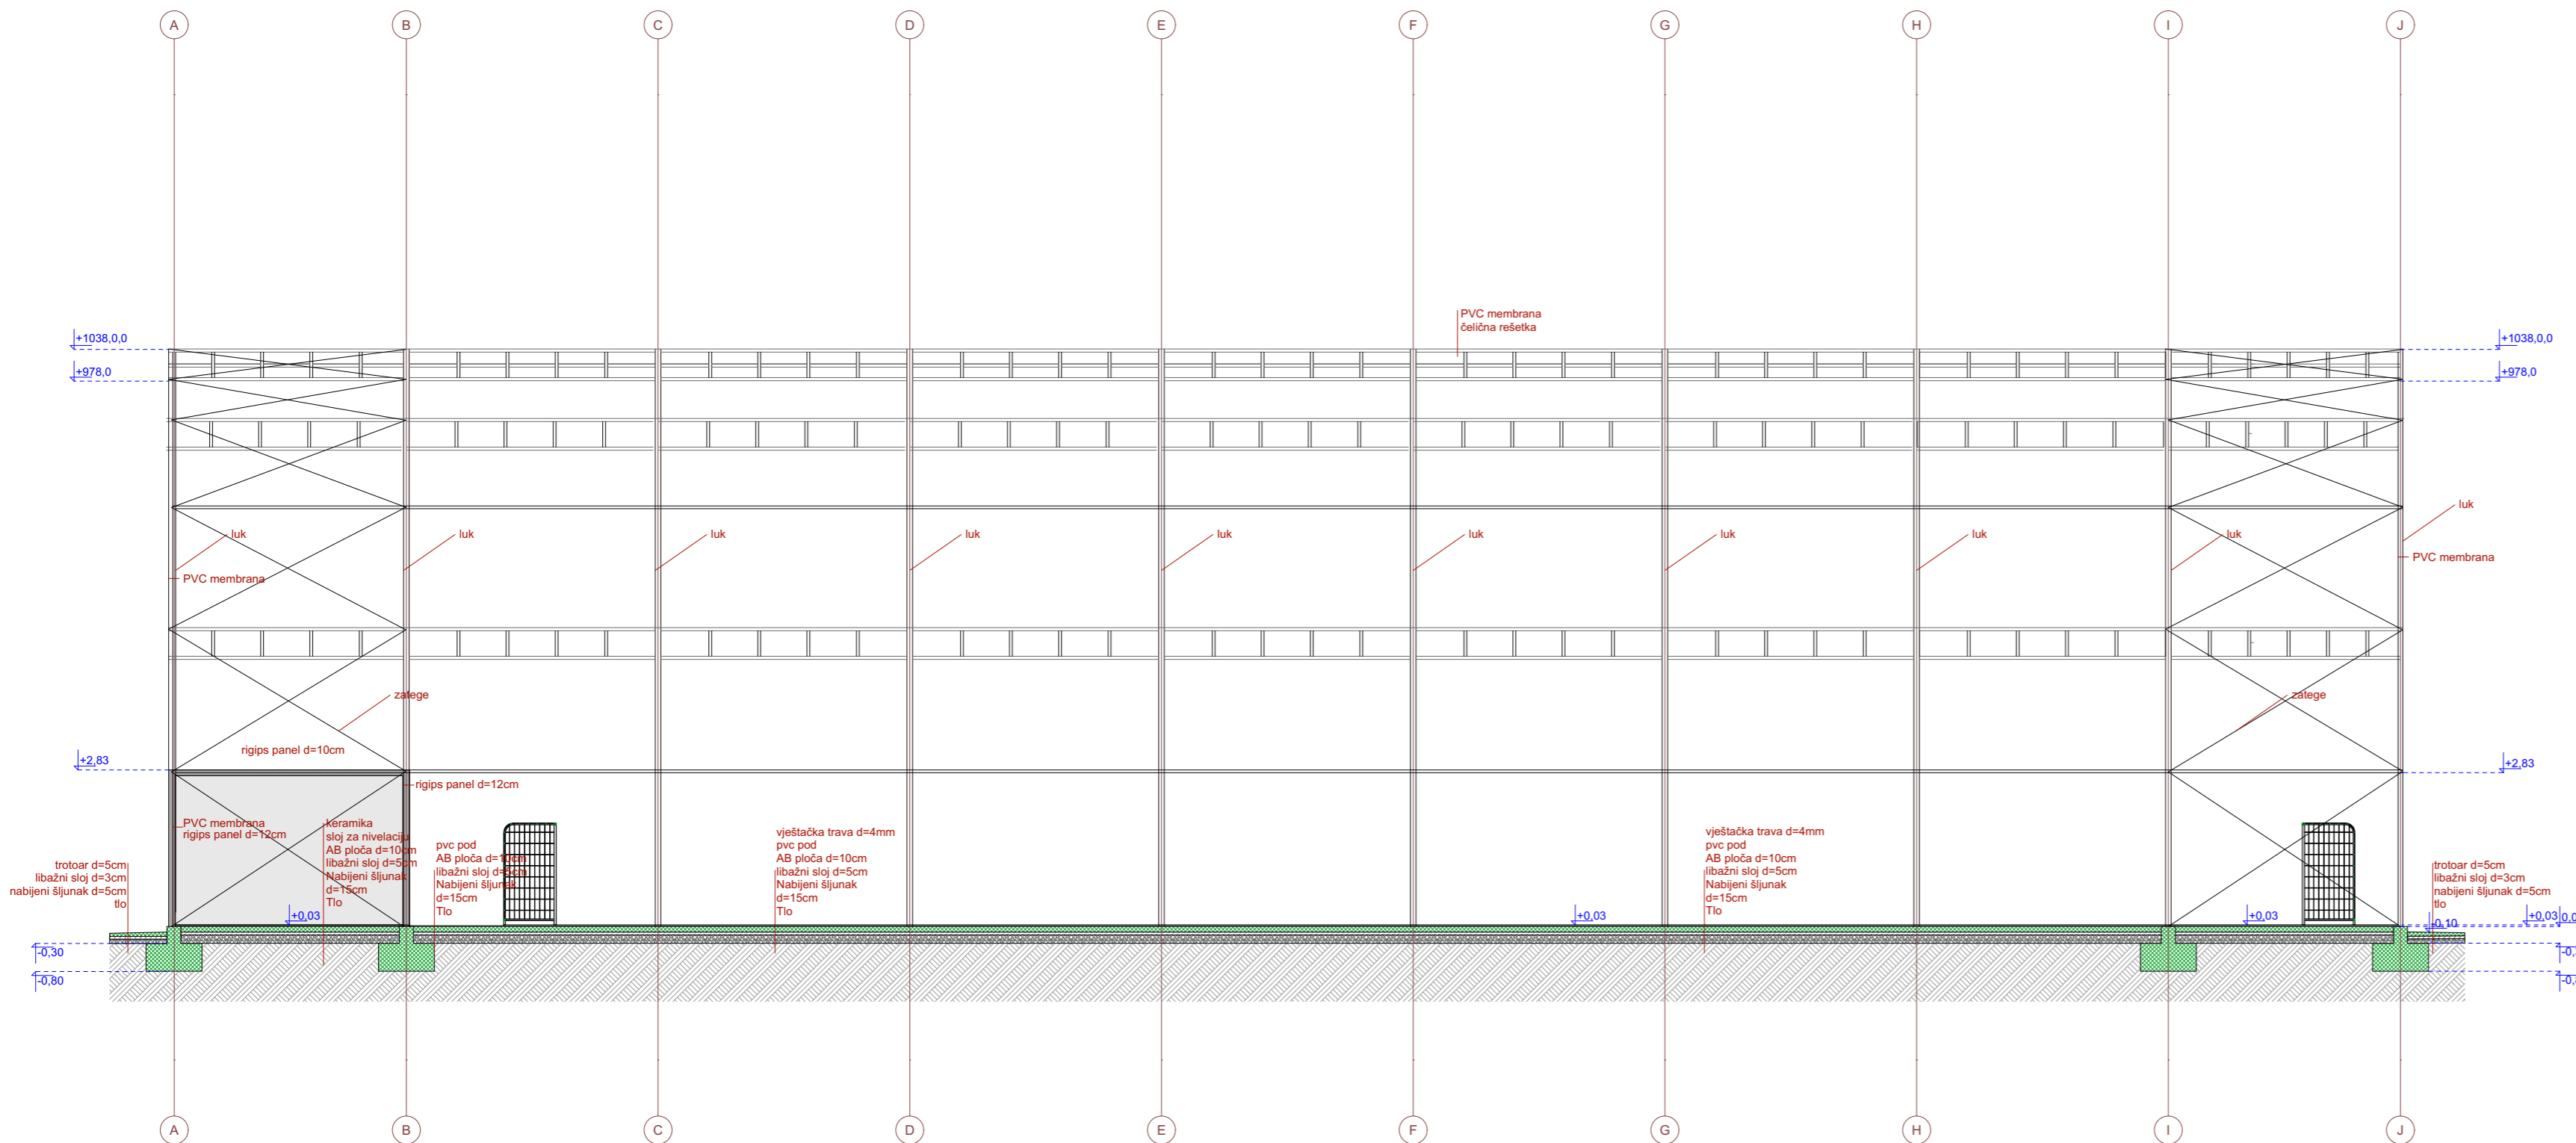 A B C D E F G H I J
PVC membrana
čelična rešetka
+1038,0,0
+1038,0,0
+978,0
+978,0
luk
luk
luk
luk
luk
luk
luk
luk
luk
luk
PVC membrana
PVC membrana
zatege
zatege
rigips panel d=10cm
+2,83
+2,83
rigips panel d=12cm
PVC membrana
rigips panel d=12cm
keramika
sloj za nivelaciju
AB ploča d=10cm
libažni sloj d=5cm
Nabijeni šljunak
d=15cm
Tlo
pvc pod
AB ploča d=10cm
libažni sloj d=5cm
Nabijeni šljunak
d=15cm
Tlo
vještačka trava d=4mm
pvc pod
AB ploča d=10cm
libažni sloj d=5cm
Nabijeni šljunak
d=15cm
Tlo
vještačka trava d=4mm
pvc pod
AB ploča d=10cm
libažni sloj d=5cm
Nabijeni šljunak
d=15cm
Tlo
trotoar d=5cm
libažni sloj d=3cm
nabijeni šljunak d=5cm
tlo
trotoar d=5cm
libažni sloj d=3cm
nabijeni šljunak d=5cm
tlo
+0,03
+0,03
+0,03
+0,03
-0,10
-0,30
-0,80
A B C D E F G H I J